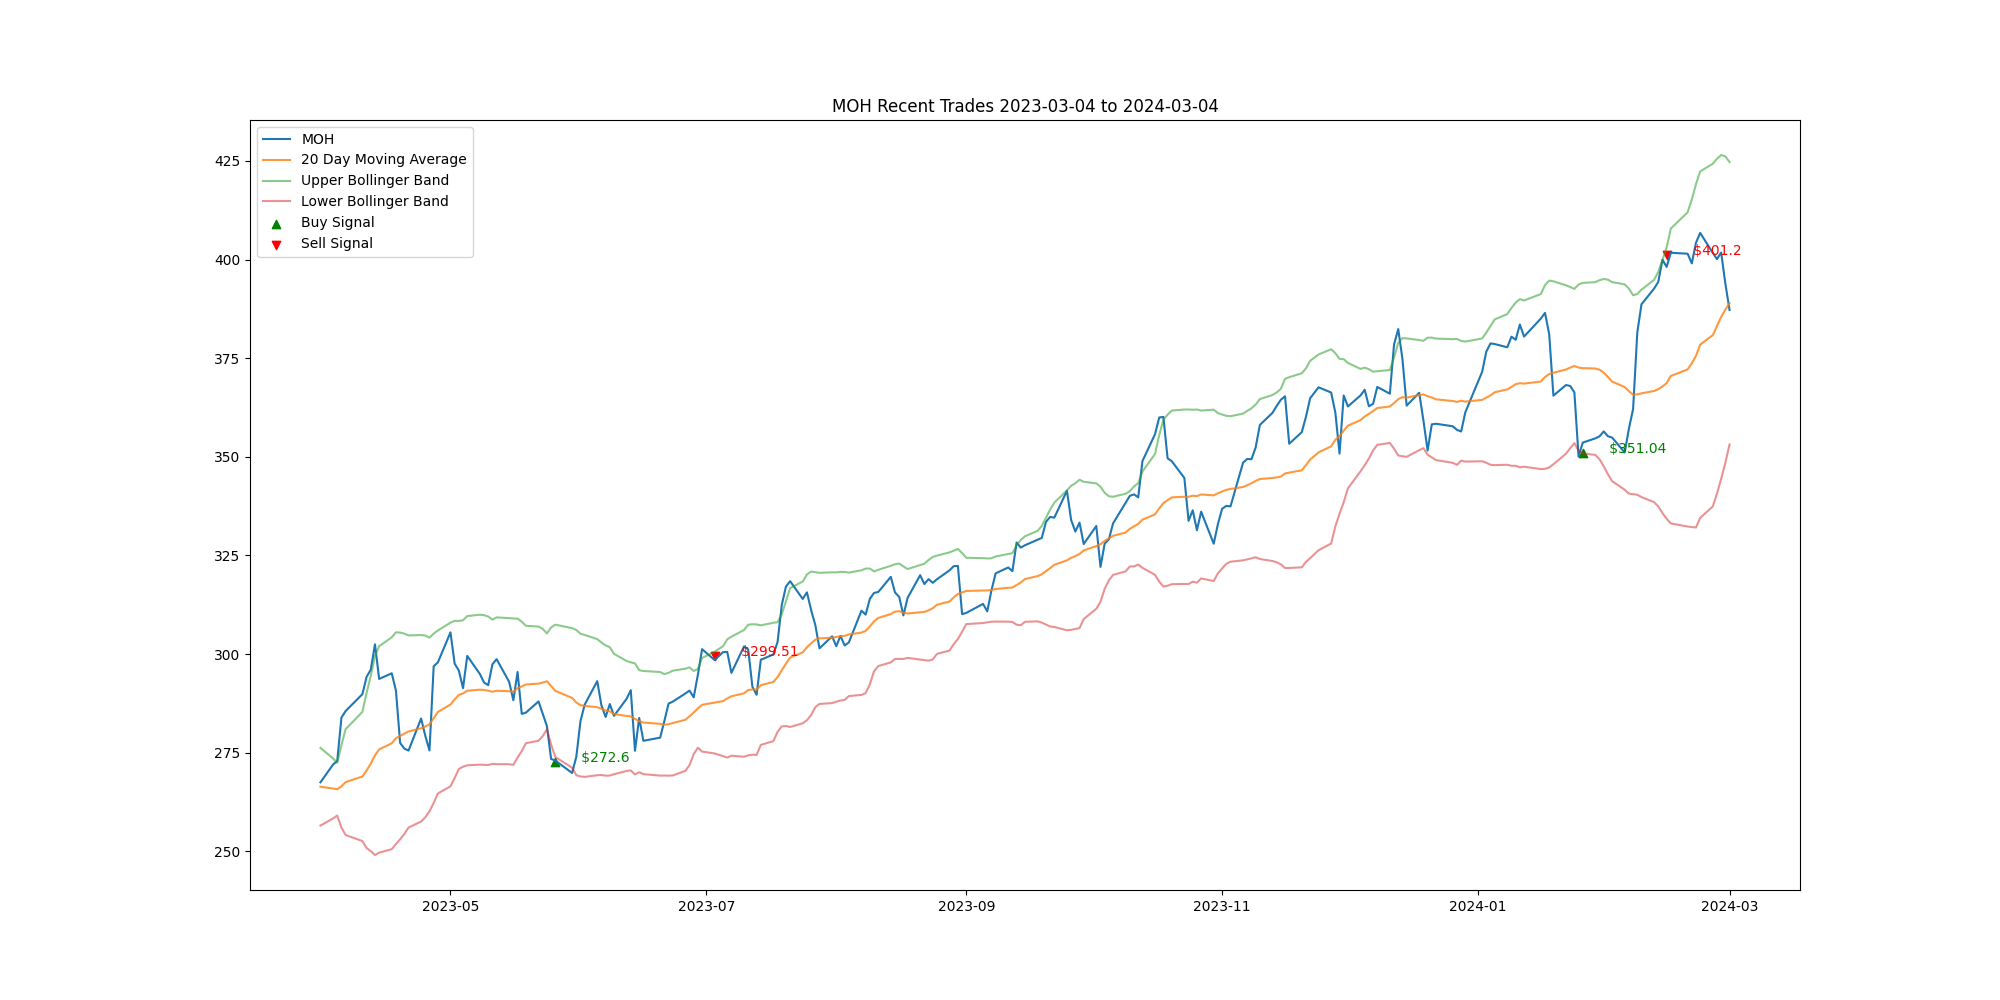 MOH Recent Trades 2023-03-04 to 2024-03-04
MOH
20 Day Moving Average
Upper Bollinger Band
Lower Bollinger Band
Buy Signal
Sell Signal
425
400
375
350
325
300
275
250
$401.2
$351.04
$299.51
$272.6
2023-05
2023-07
2023-09
2023-11
2024-01
2024-03